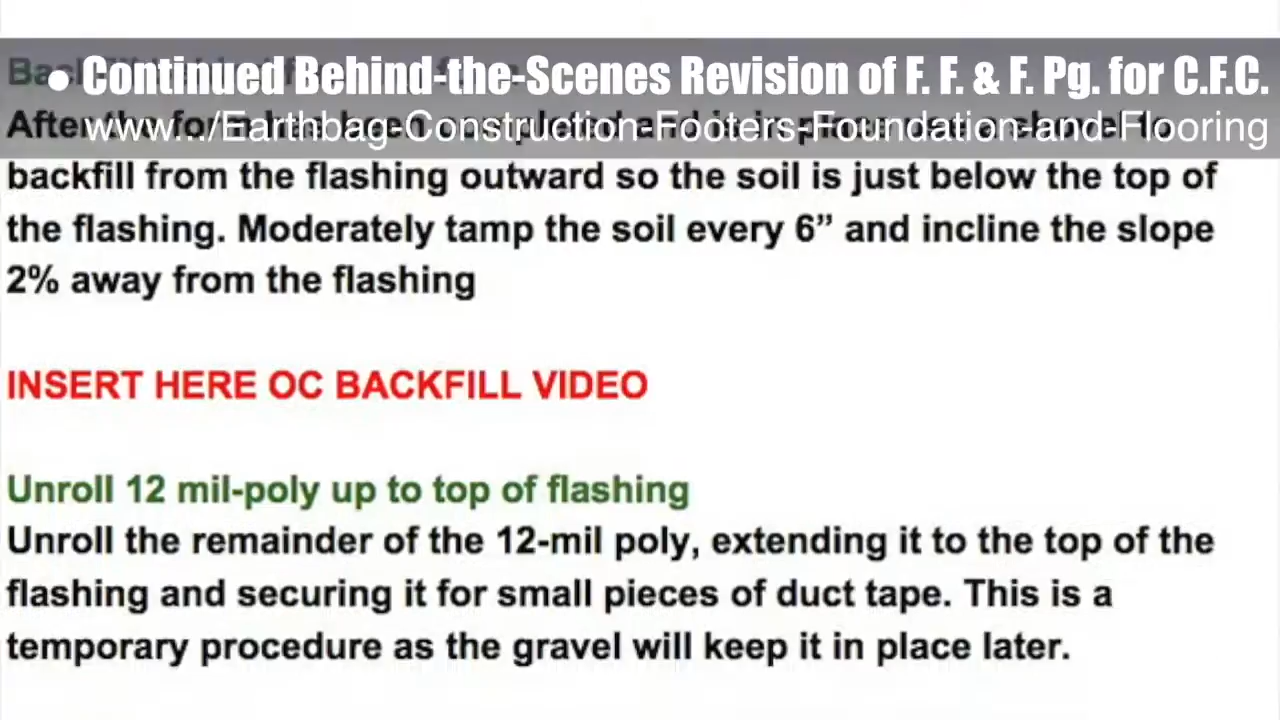 • Continued Behind-the-Scenes Revision of F. F. & F. Pg. for C.F.C.
www.../Earthbag-Construction-Footers-Foundation-and-Flooring
After the
backfill from the flashing outward so the soil is just below the top of
the flashing. Moderately tamp the soil every 6” and incline the slope
2% away from the flashing
INSERT HERE OC BACKFILL VIDEO
Unroll 12 mil-poly up to top of flashing
Unroll the remainder of the 12-mil poly, extending it to the top of the
flashing and securing it for small pieces of duct tape. This is a
temporary procedure as the gravel will keep it in place later.